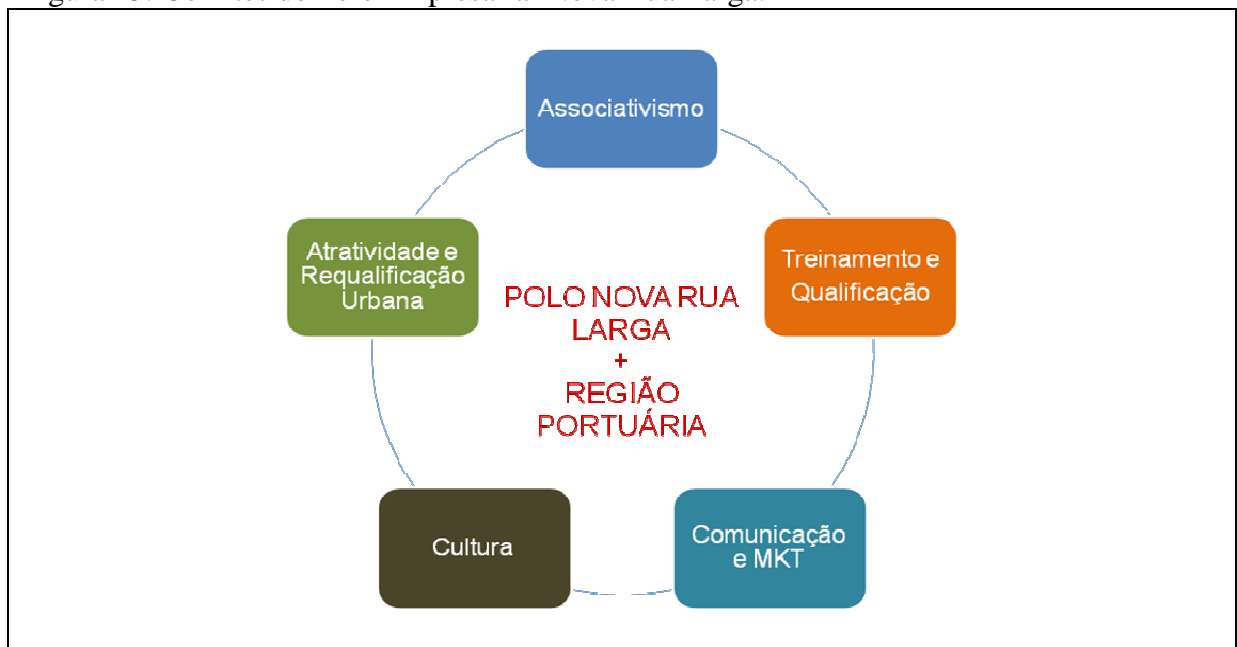 Associativismo
Treinamento e
Qualificação
Comunicação
e MKT
Cultura
Atratividade e
Requalificação
Urbana
POLO NOVA RUA
LARGA
+
REGIÃO
PORTUÁRIA